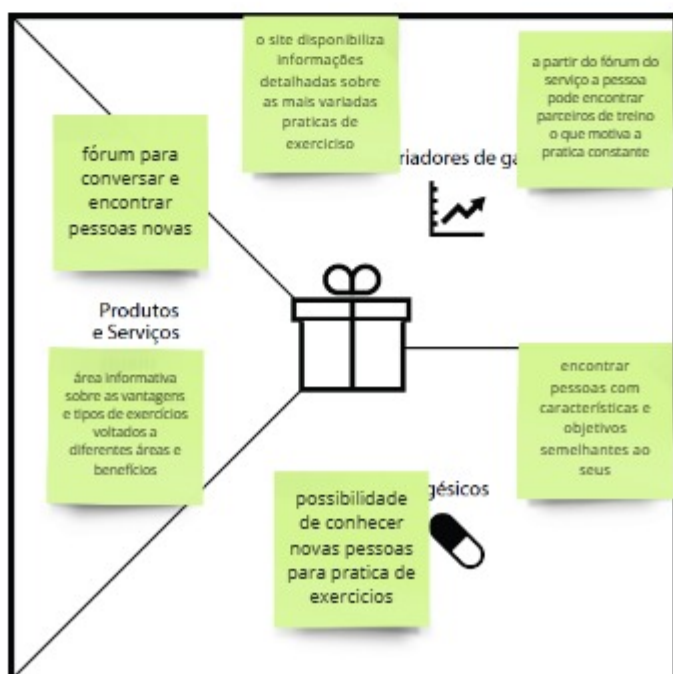 o site disponibiliza
informações
detalhadas sobre
as mais variadas
praticas de
exerciciso
a partir do fórum do
serviço a pessoa
pode encontrar
parceiros de treino
o que motiva a
pratica constante
riadores de ga
fórum para
conversar e
encontrar
pessoas novas
Produtos
e Serviços
área informativa
sobre as vantagens
e tipos de exercícios
voltados a
diferentes áreas e
benefícios
encontrar
pessoas com
características e
objetivos
semelhantes ao
seus
gésicos
possibilidade
de conhecer
novas pessoas
para pratica de
exercicios